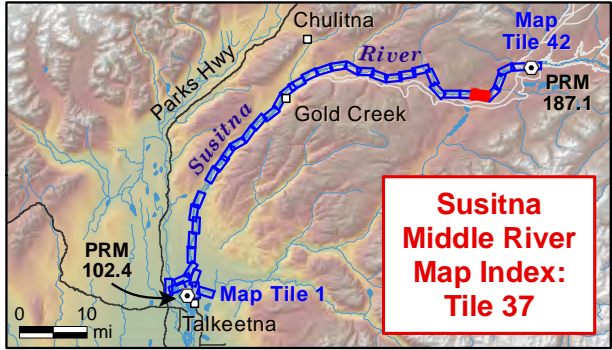 Chulitna
Map
Tile 42
River
Parks Hwy
PRM
187.1
Gold Creek
Susitna
Susitna
Middle River
Map Index:
Tile 37
PRM
102.4
Map Tile 1
0 10
mi
Talkeetna